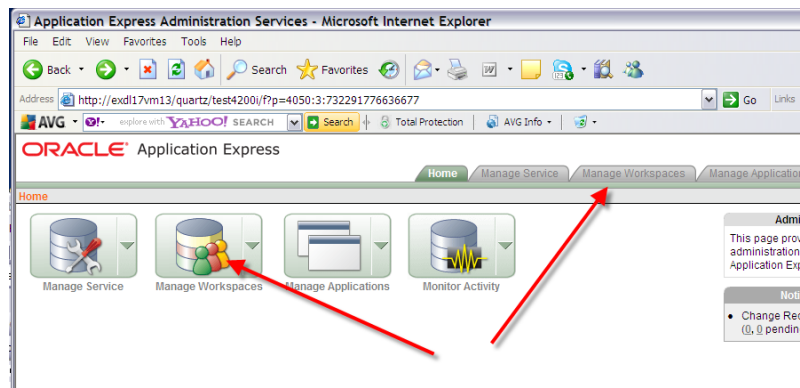 Application Express Administration Services - Microsoft Internet Explorer
File Edit View Favorites Tools Help
Back Search Favorites
Address http://exdl17vm13/quartz/test4200i/f?p=4050:3:732291776636677 Go Links
AVG explore with YAHOO! SEARCH Search Total Protection AVG Info
ORACLE Application Express
Home Manage Service Manage Workspaces Manage Application
Home
Manage Service Manage Workspaces Manage Applications Monitor Activity
Admi
This page prov
administration
Application Exp
Noti
Change Rec
(0, 0 pendin